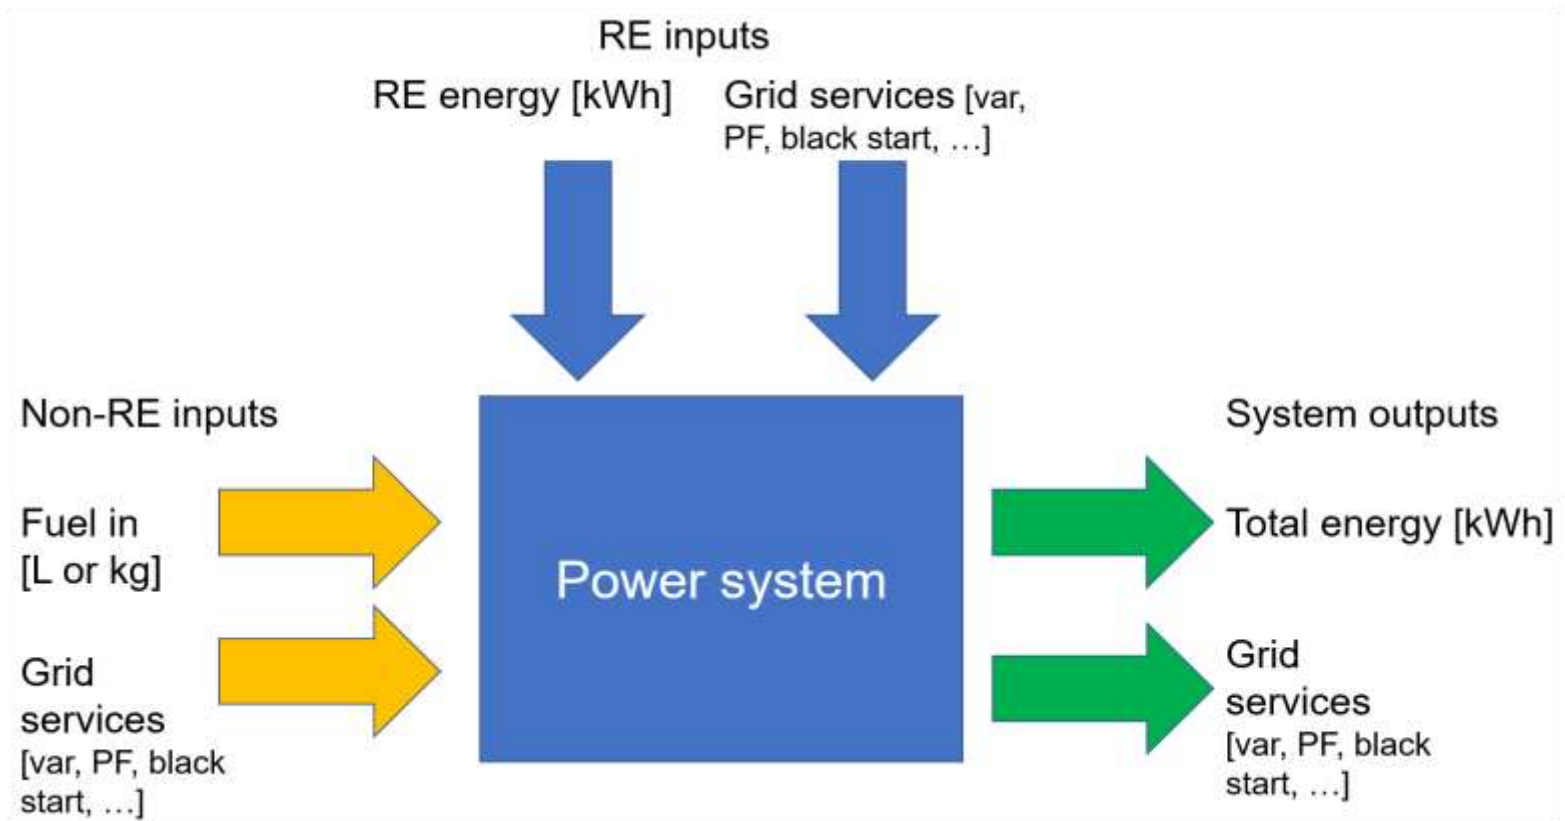 RE inputs
RE energy [kWh]
Grid services [var,
PF, black start, …]
Non-RE inputs
Fuel in
[L or kg]
Grid
services
[var, PF, black
start, …]
Power system
System outputs
Total energy [kWh]
Grid
services
[var, PF, black
start, …]